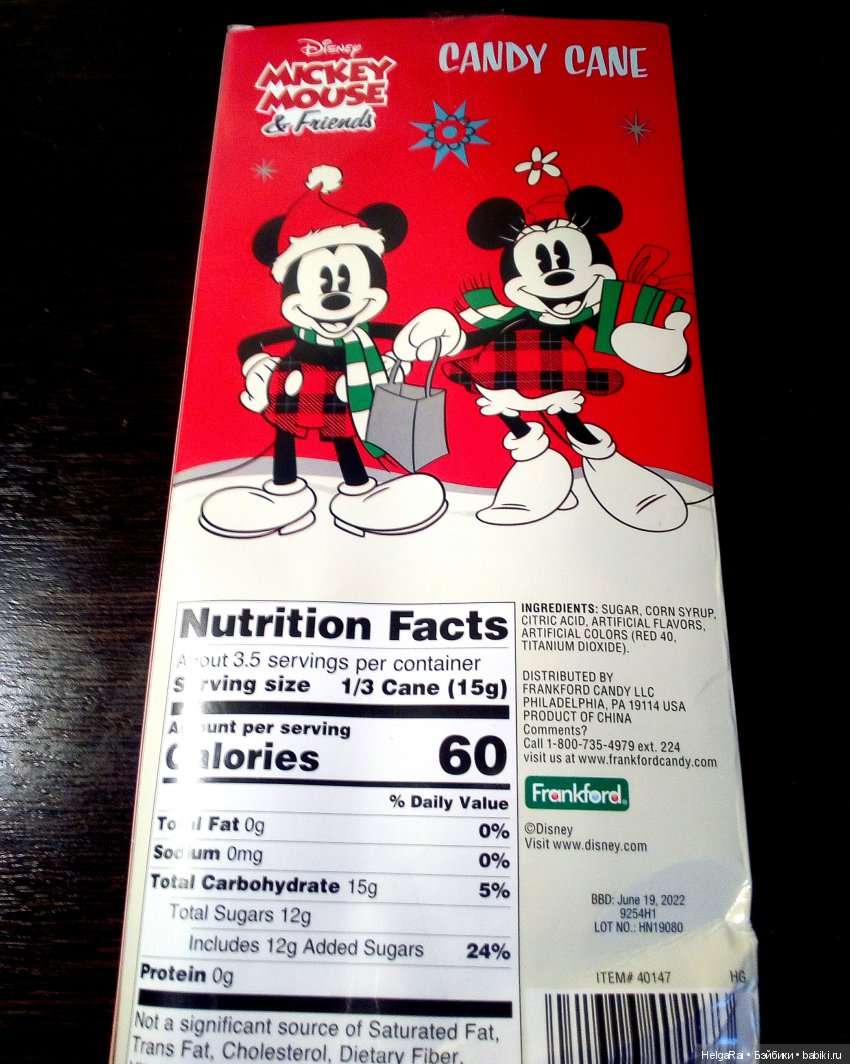 Disney
MICKEY
MOUSE
& Friends
CANDY CANE
Nutrition Facts
About 3.5 servings per container
Serving size 1/3 Cane (15g)
Amount per serving
Calories 60
% Daily Value
Total Fat 0g 0%
Sodium 0mg 0%
Total Carbohydrate 15g 5%
Total Sugars 12g
Includes 12g Added Sugars 24%
Protein 0g
Not a significant source of Saturated Fat,
Trans Fat, Cholesterol, Dietary Fiber,
INGREDIENTS: SUGAR, CORN SYRUP,
CITRIC ACID, ARTIFICIAL FLAVORS,
ARTIFICIAL COLORS (RED 40,
TITANIUM DIOXIDE).
DISTRIBUTED BY
FRANKFORD CANDY LLC
PHILADELPHIA, PA 19114 USA
PRODUCT OF CHINA
Comments?
Call 1-800-735-4979 ext. 224
visit us at www.frankfordcandy.com
Frankford®
©Disney
Visit www.disney.com
BBD: June 19, 2022
9254H1
LOT NO.: HN19080
ITEM# 40147 HG
HelgaRai • Бэйбики • babiki.ru